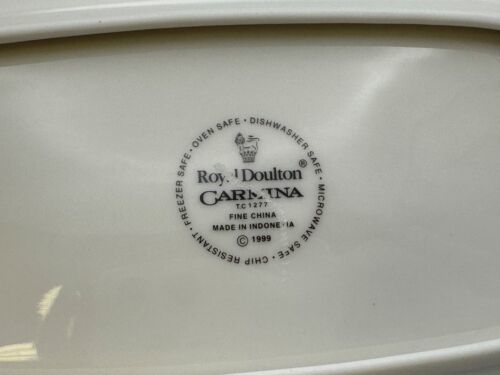 FREEZER SAFE • OVEN SAFE • DISHWASHER SAFE • MICROWAVE SAFE • CHIP RESISTANT •
Royal Doulton®
CARMINA
TC1277
FINE CHINA
MADE IN INDONESIA
© 1999